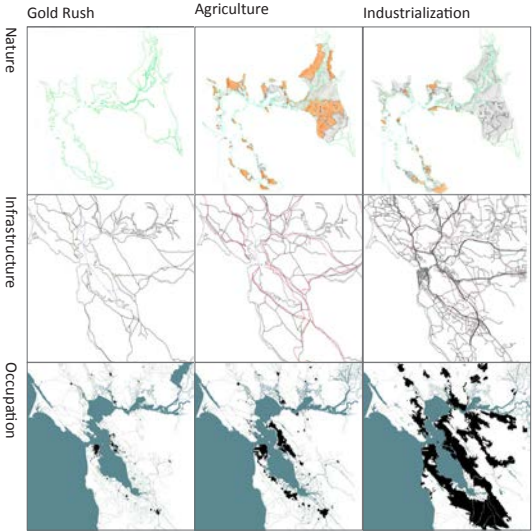 Gold Rush
Agriculture
Industrialization
Nature
Infrastructure
Occupation